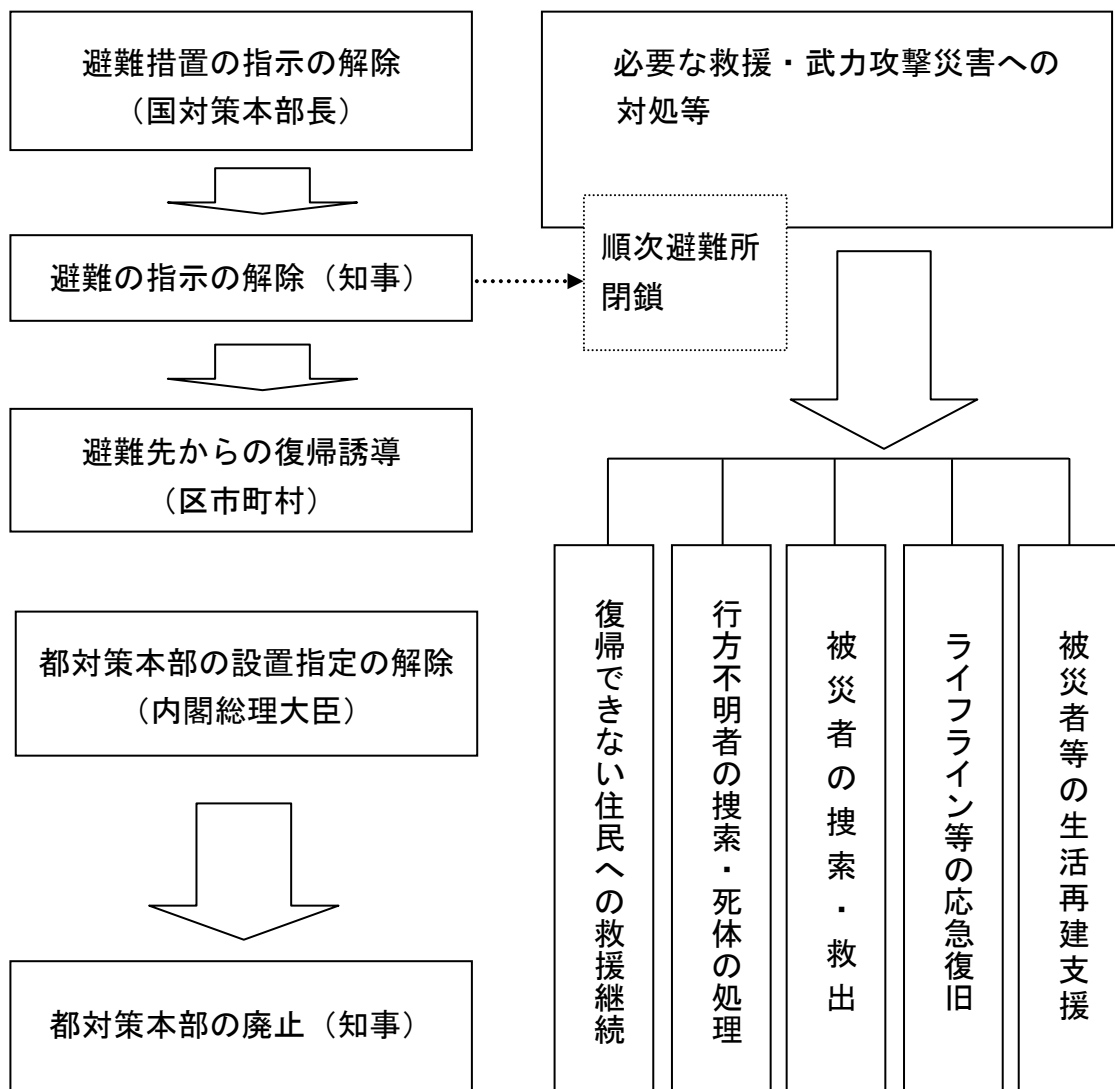 避難措置の指示の解除
（国対策本部長）
避難の指示の解除（知事）
避難先からの復帰誘導
（区市町村）
都対策本部の設置指定の解除
（内閣総理大臣）
都対策本部の廃止（知事）
必要な救援・武力攻撃災害への
対処等
順次避難所
閉鎖
復帰できない住民への救援継続
行方不明者の捜索・死体の処理
被災者の捜索・救出
ライフライン等の応急復旧
被災者等の生活再建支援